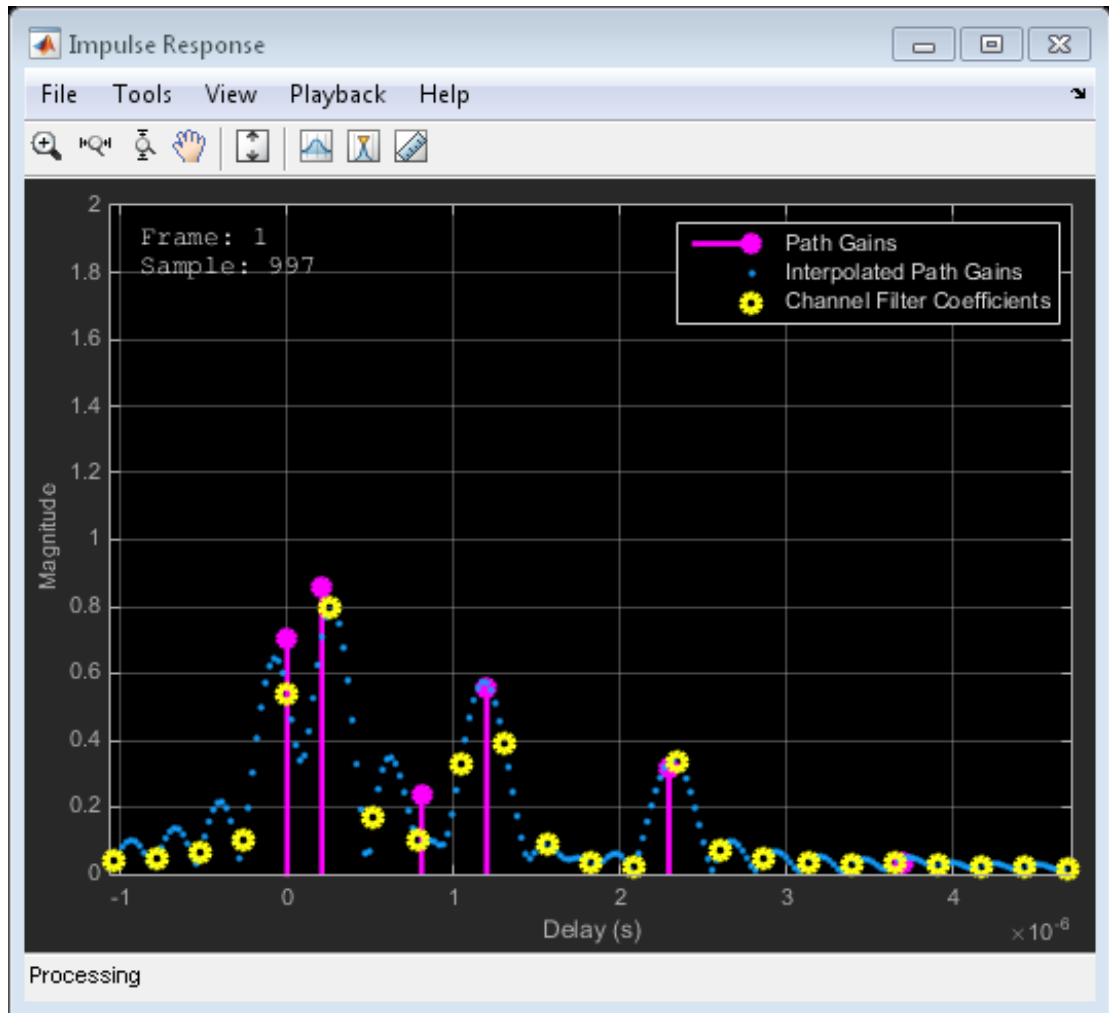 Impulse Response
File Tools View Playback Help
Frame: 1
Sample: 997
Path Gains
Interpolated Path Gains
Channel Filter Coefficients
2
1.8
1.6
1.4
1.2
1
0.8
0.6
0.4
0.2
0
Magnitude
-1 0 1 2 3 4
Delay (s)
×10⁻⁶
Processing